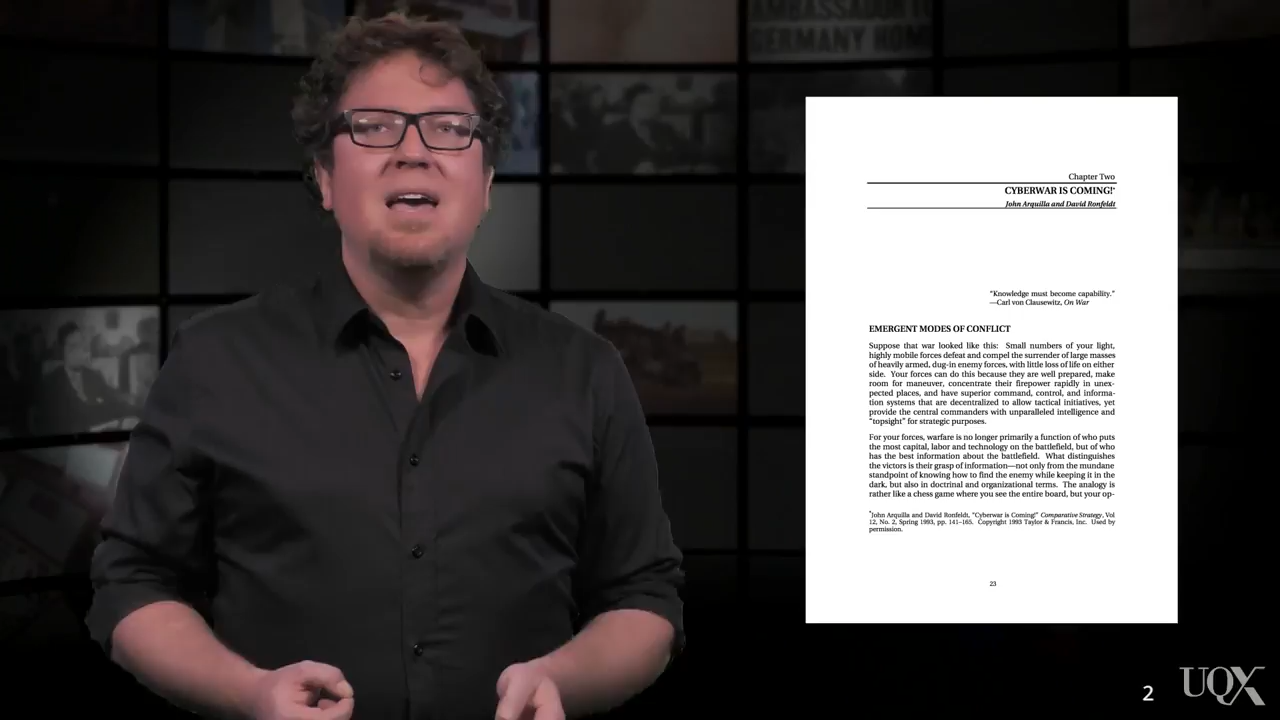 AMBASSADOR
GERMANY HOM
Chapter Two
CYBERWAR IS COMING!*
John Arquilla and David Ronfeldt
“Knowledge must become capability.”
—Carl von Clausewitz, On War
EMERGENT MODES OF CONFLICT
Suppose that war looked like this: Small numbers of your light,
highly mobile forces defeat and compel the surrender of large masses
of heavily armed, dug-in enemy forces, with little loss of life on either
side. Your forces can do this because they are well prepared, make
room for maneuver, concentrate their firepower rapidly in unex-
pected places, and have superior command, control, and informa-
tion systems that are decentralized to allow tactical initiatives, yet
provide the central commanders with unparalleled intelligence and
“topsight” for strategic purposes.
For your forces, warfare is no longer primarily a function of who puts
the most capital, labor and technology on the battlefield, but of who
has the best information about the battlefield. What distinguishes
the victors is their grasp of information—not only from the mundane
standpoint of knowing how to find the enemy while keeping it in the
dark, but also in doctrinal and organizational terms. The analogy is
rather like a chess game where you see the entire board, but your op-
*John Arquilla and David Ronfeldt, “Cyberwar is Coming!” Comparative Strategy, Vol
12, No. 2, Spring 1993, pp. 141–165. Copyright 1993 Taylor & Francis, Inc. Used by
permission.
23
2
UQX